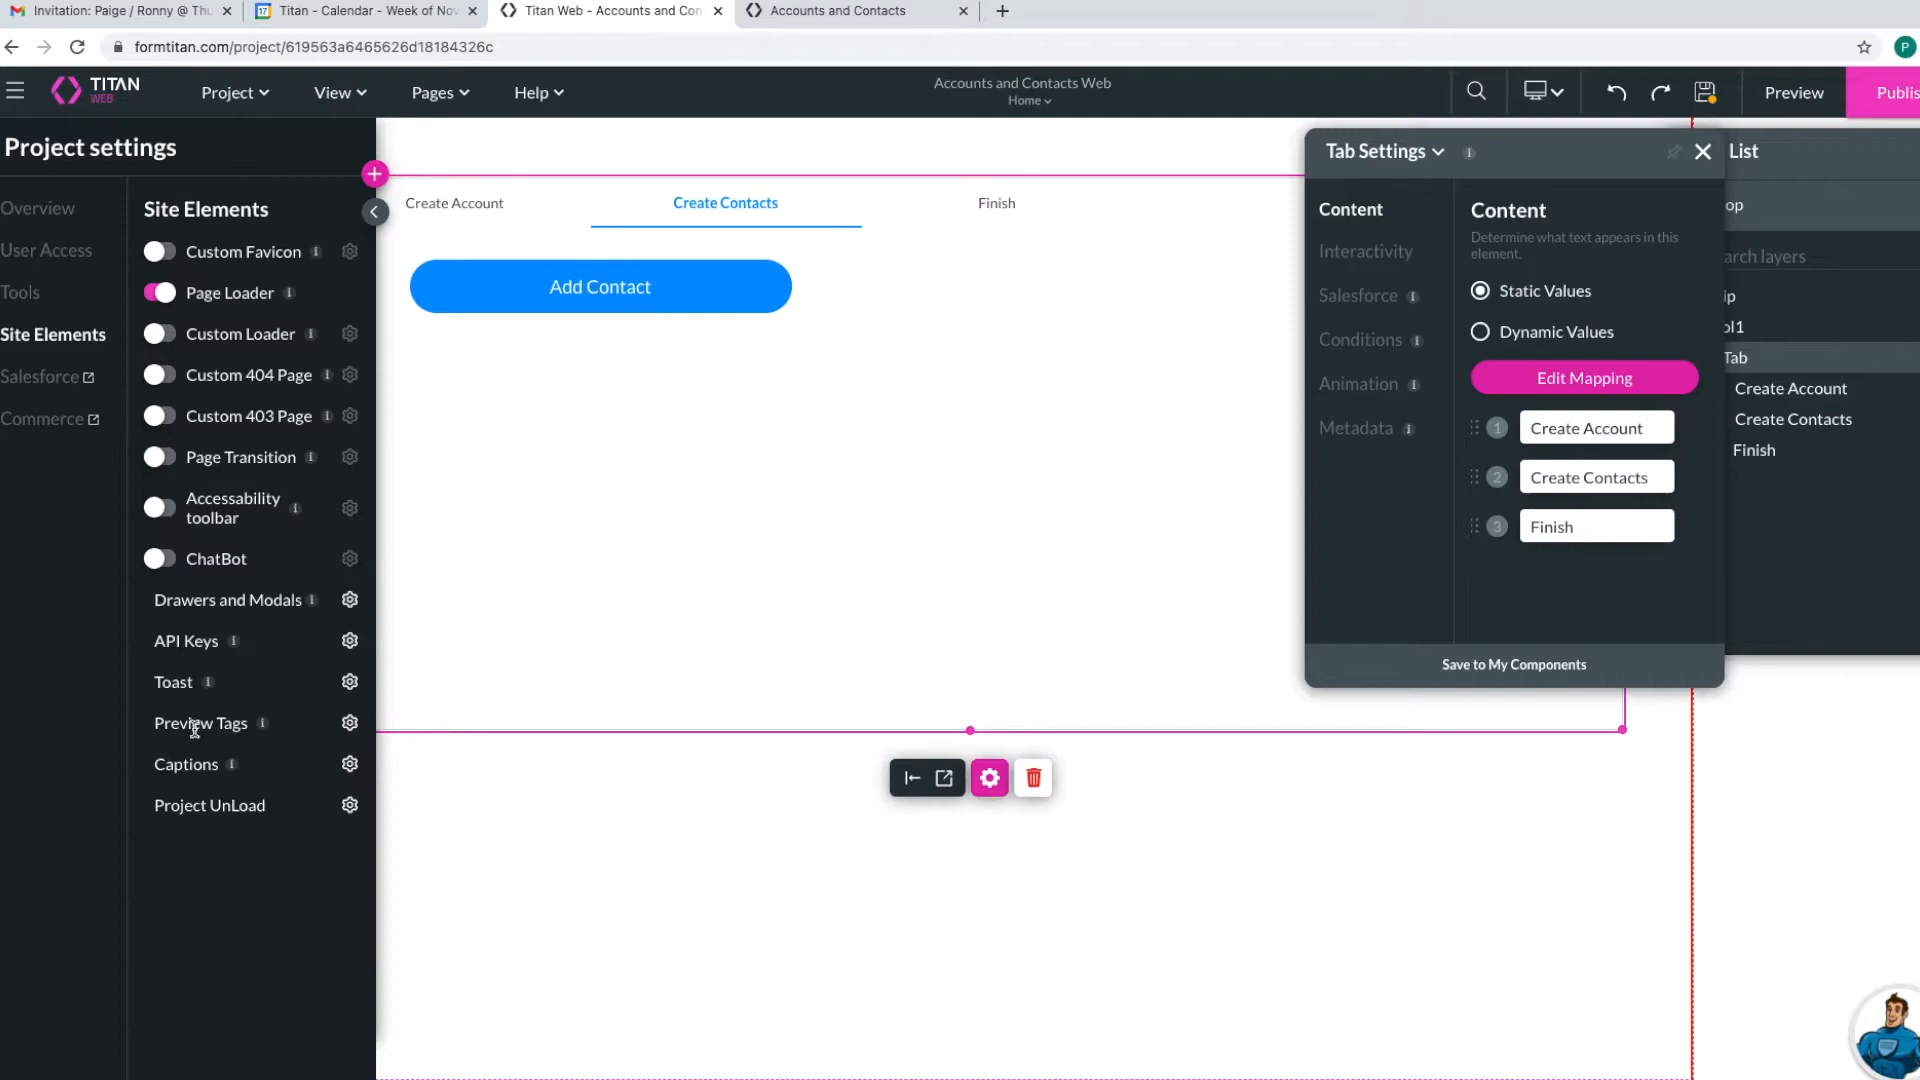 Invitation: Paige / Ronny @ Thu
Titan - Calendar - Week of Nov
Titan Web - Accounts and Con
Accounts and Contacts
formtitan.com/project/619563a6465626d18184326c
P
TITAN
WEB
Project
View
Pages
Help
Accounts and Contacts Web
Home
Preview
Publis
Project settings
Overview
User Access
Tools
Site Elements
Salesforce
Commerce
Site Elements
Custom Favicon
Page Loader
Custom Loader
Custom 404 Page
Custom 403 Page
Page Transition
Accessability
toolbar
ChatBot
Drawers and Modals
API Keys
Toast
Preview Tags
Captions
Project UnLoad
Create Account
Create Contacts
Finish
Add Contact
Tab Settings
Content
Interactivity
Salesforce
Conditions
Animation
Metadata
Content
Determine what text appears in this
element.
Static Values
Dynamic Values
Edit Mapping
1 Create Account
2 Create Contacts
3 Finish
Save to My Components
List
op
arch layers
ip
ol1
Tab
Create Account
Create Contacts
Finish